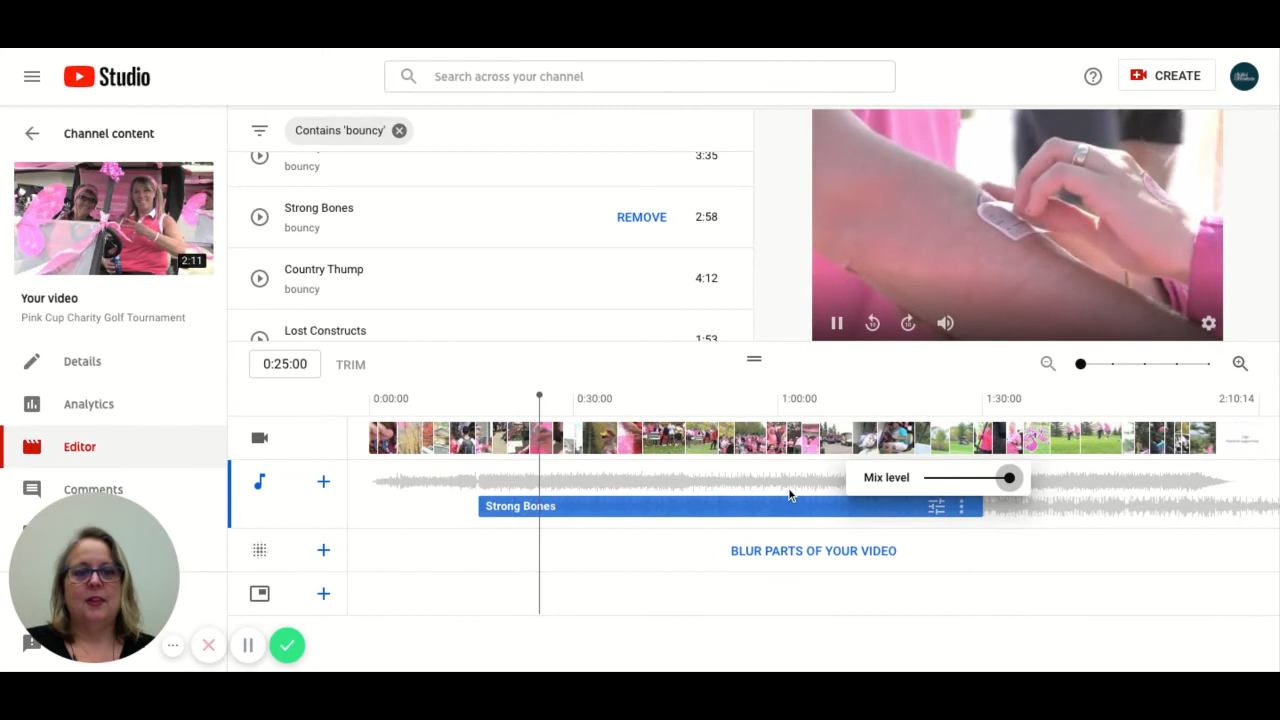 Studio
Search across your channel
CREATE
Channel content
2:11
Your video
Pink Cup Charity Golf Tournament
Details
Analytics
Editor
Comments
Contains 'bouncy'
bouncy
3:35
Strong Bones
bouncy
REMOVE
2:58
Country Thump
bouncy
4:12
Lost Constructs
1:53
0:25:00
TRIM
0:00:00
0:30:00
1:00:00
1:30:00
2:10:14
Mix level
Strong Bones
BLUR PARTS OF YOUR VIDEO